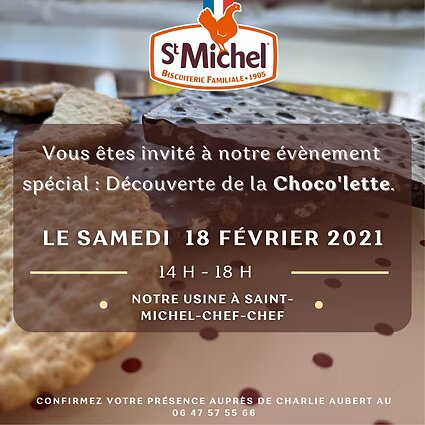 St Michel
BISCUITERIE FAMILIALE • 1905
Vous êtes invité à notre évènement
spécial : Découverte de la Choco'lette.
LE SAMEDI 18 FÉVRIER 2021
14 H - 18 H
NOTRE USINE À SAINT-
MICHEL-CHEF-CHEF
CONFIRMEZ VOTRE PRÉSENCE AUPRÈS DE CHARLIE AUBERT AU
06 47 57 55 66